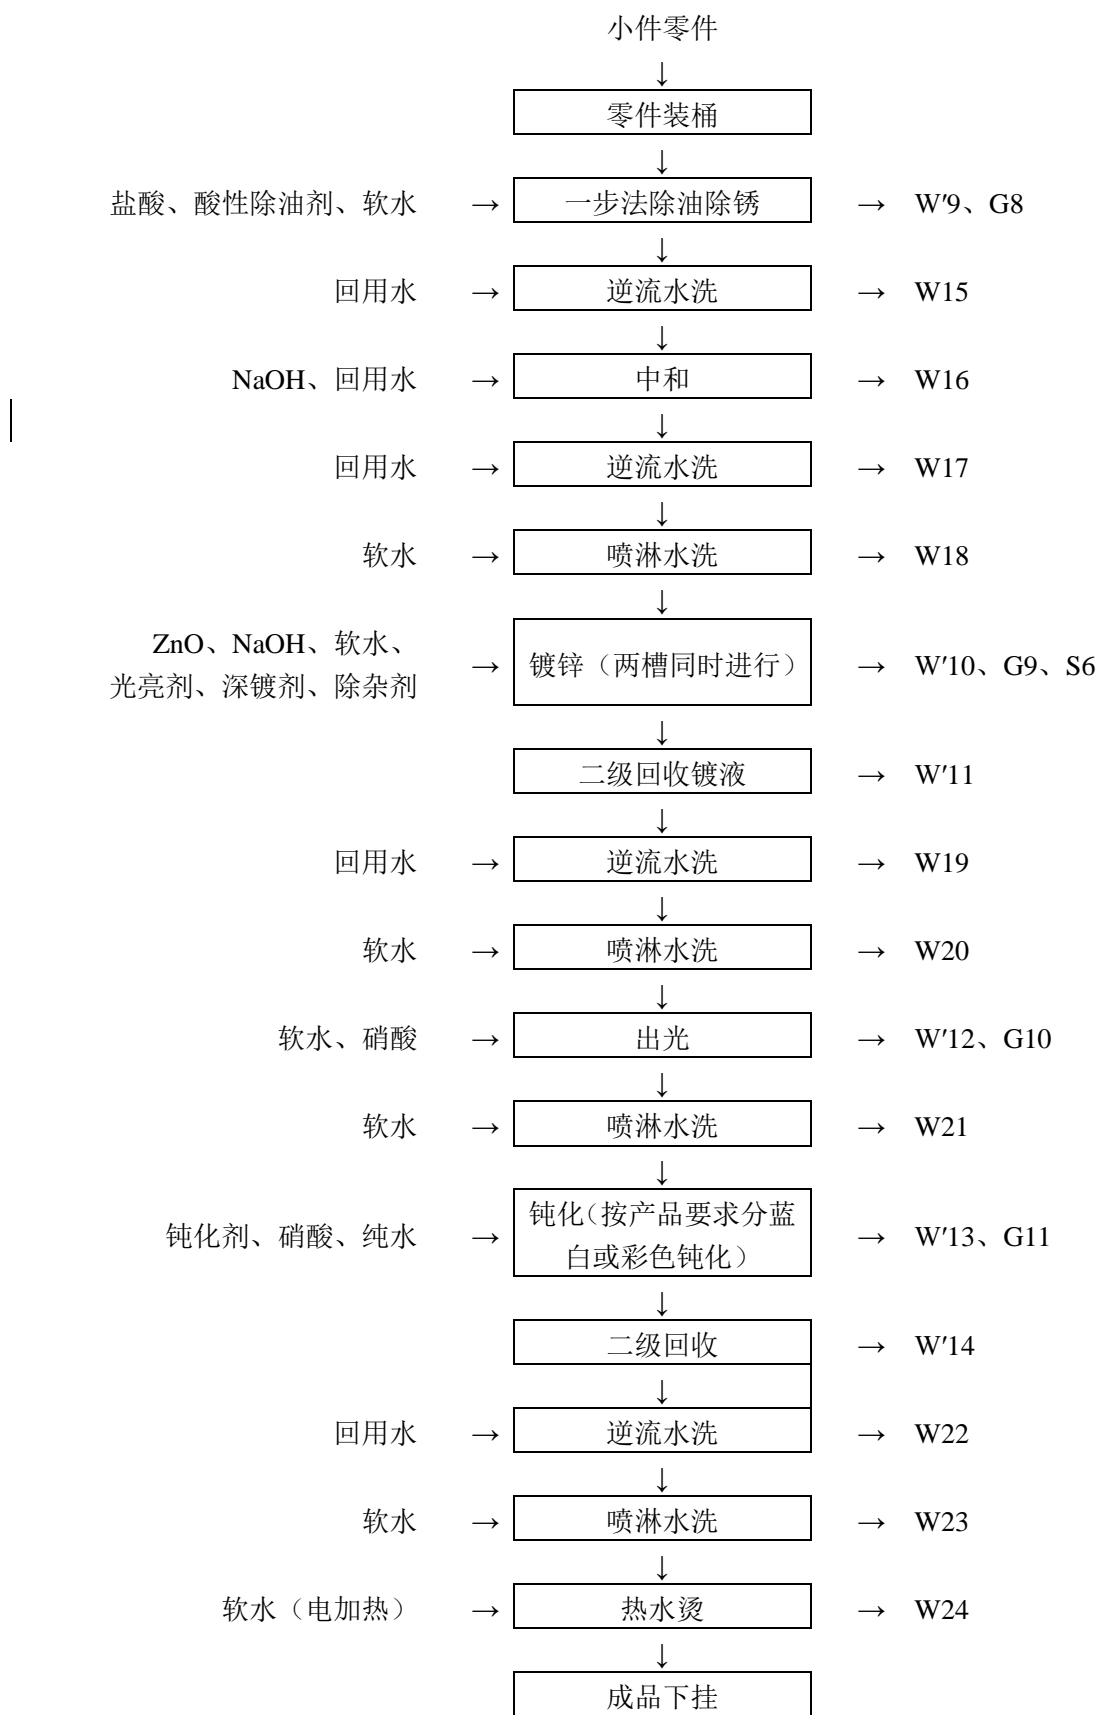 小件零件
↓
零件装桶
↓
盐酸、酸性除油剂、软水 → 一步法除油除锈 → W'9、G8
↓
回用水 → 逆流水洗 → W15
↓
NaOH、回用水 → 中和 → W16
↓
回用水 → 逆流水洗 → W17
↓
软水 → 喷淋水洗 → W18
↓
ZnO、NaOH、软水、
光亮剂、深镀剂、除杂剂 → 镀锌（两槽同时进行） → W'10、G9、S6
↓
二级回收镀液 → W'11
↓
回用水 → 逆流水洗 → W19
↓
软水 → 喷淋水洗 → W20
↓
软水、硝酸 → 出光 → W'12、G10
↓
软水 → 喷淋水洗 → W21
↓
钝化剂、硝酸、纯水 → 钝化（按产品要求分蓝
白或彩色钝化） → W'13、G11
↓
二级回收 → W'14
↓
回用水 → 逆流水洗 → W22
↓
软水 → 喷淋水洗 → W23
↓
软水（电加热） → 热水烫 → W24
↓
成品下挂